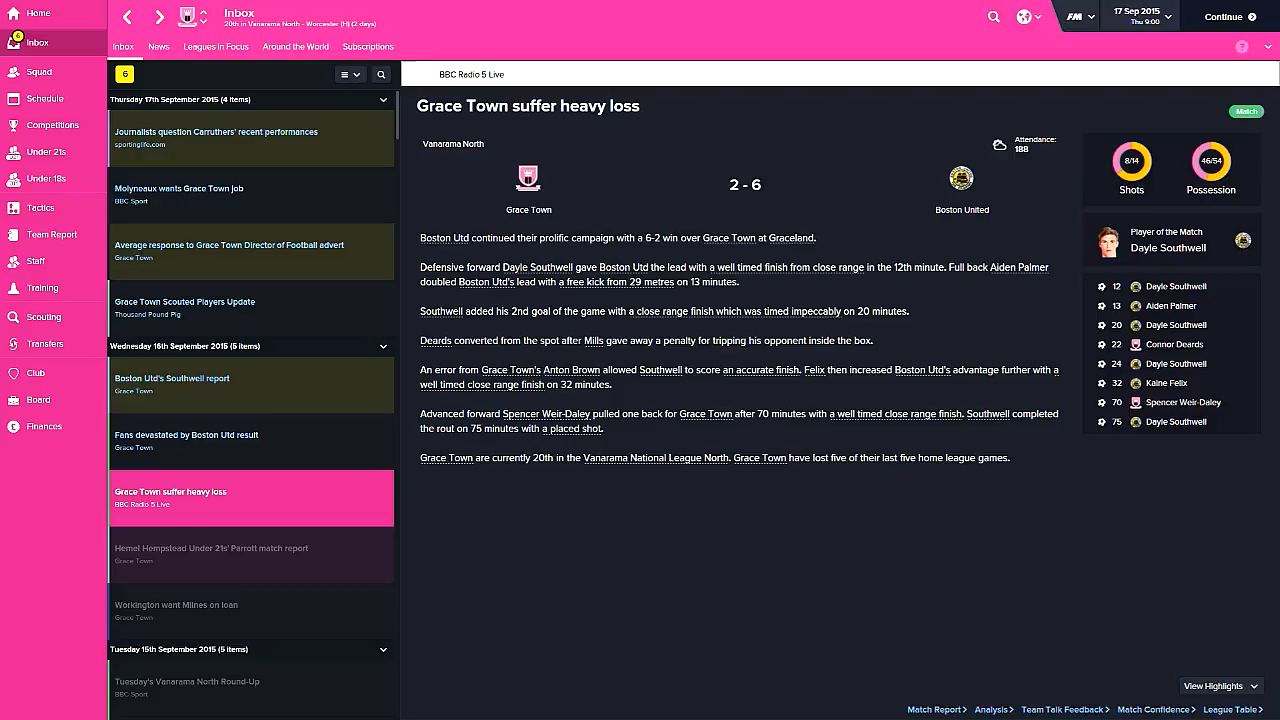 Home
6
Inbox
Squad
Schedule
Competitions
Under 21s
Under 18s
Tactics
Team Report
Staff
Training
Scouting
Transfers
Club
Board
Finances
Inbox
20th in Vanarama North - Worcester (H) (2 days)
FM
17 Sep 2015
Thu 9:00
Continue
Inbox
News
Leagues in Focus
Around the World
Subscriptions
?
6
Thursday 17th September 2015 (4 items)
Journalists question Carruthers' recent performances
sportinglife.com
Molyneaux wants Grace Town job
BBC Sport
Average response to Grace Town Director of Football advert
Grace Town
Grace Town Scouted Players Update
Thousand Pound Pig
Wednesday 16th September 2015 (5 items)
Boston Utd's Southwell report
Grace Town
Fans devastated by Boston Utd result
Grace Town
Grace Town suffer heavy loss
BBC Radio 5 Live
Hemel Hempstead Under 21s' Parrott match report
Grace Town
Workington want Milnes on loan
Grace Town
Tuesday 15th September 2015 (5 items)
Tuesday's Vanarama North Round-Up
BBC Sport
BBC Radio 5 Live
Grace Town suffer heavy loss
Match
Vanarama North
Attendance:
188
2 - 6
Grace Town
Boston United
Boston Utd continued their prolific campaign with a 6-2 win over Grace Town at Graceland.
Defensive forward Dayle Southwell gave Boston Utd the lead with a well timed finish from close range in the 12th minute. Full back Aiden Palmer
doubled Boston Utd's lead with a free kick from 29 metres on 13 minutes.
Southwell added his 2nd goal of the game with a close range finish which was timed impeccably on 20 minutes.
Deards converted from the spot after Mills gave away a penalty for tripping his opponent inside the box.
An error from Grace Town's Anton Brown allowed Southwell to score an accurate finish. Felix then increased Boston Utd's advantage further with a
well timed close range finish on 32 minutes.
Advanced forward Spencer Weir-Daley pulled one back for Grace Town after 70 minutes with a well timed close range finish. Southwell completed
the rout on 75 minutes with a placed shot.
Grace Town are currently 20th in the Vanarama National League North. Grace Town have lost five of their last five home league games.
8/14
Shots
46/54
Possession
Player of the Match
Dayle Southwell
12 Dayle Southwell
13 Aiden Palmer
20 Dayle Southwell
22 Connor Deards
24 Dayle Southwell
32 Kaine Felix
70 Spencer Weir-Daley
75 Dayle Southwell
View Highlights
Match Report
Analysis
Team Talk Feedback
Match Confidence
League Table